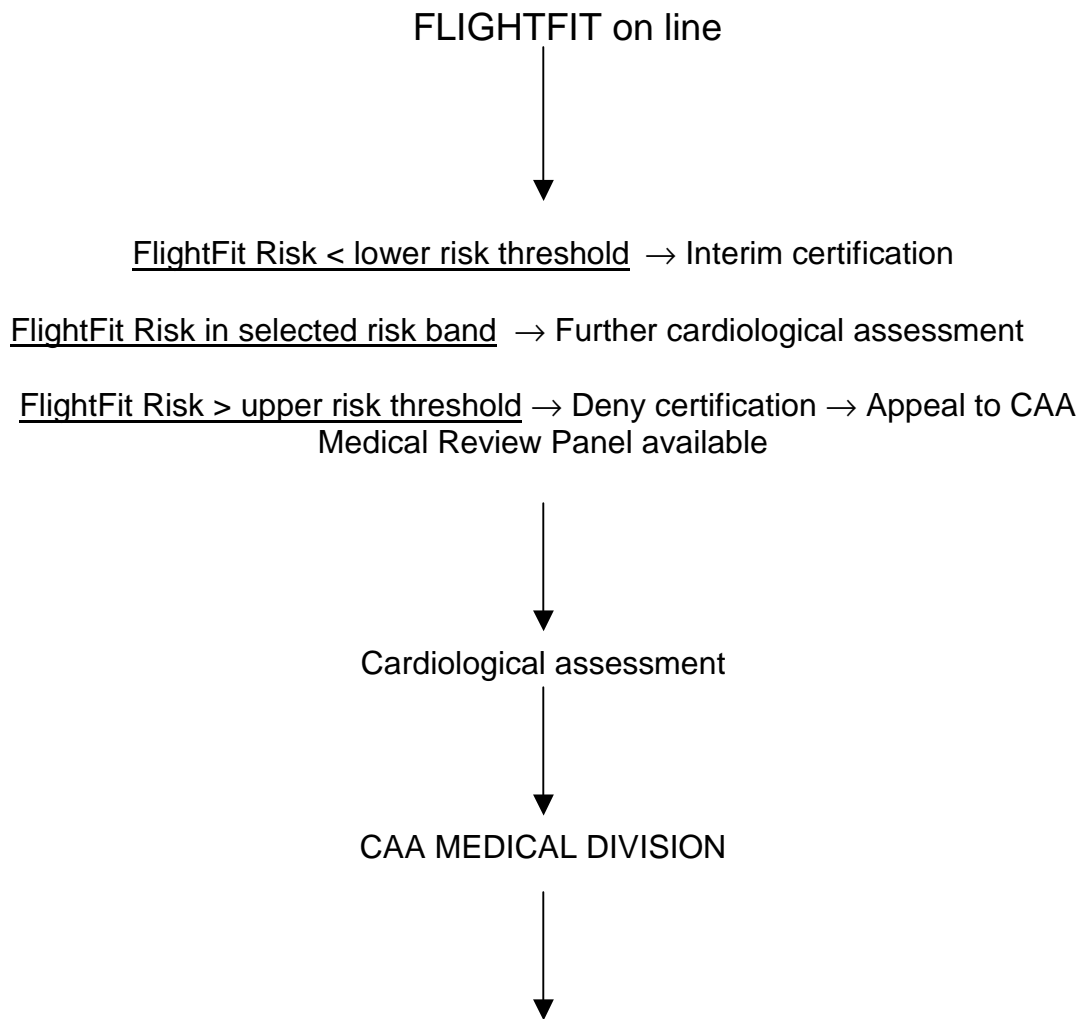 FLIGHTFIT on line
FlightFit Risk < lower risk threshold → Interim certification
FlightFit Risk in selected risk band → Further cardiological assessment
FlightFit Risk > upper risk threshold → Deny certification → Appeal to CAA
Medical Review Panel available
Cardiological assessment
CAA MEDICAL DIVISION